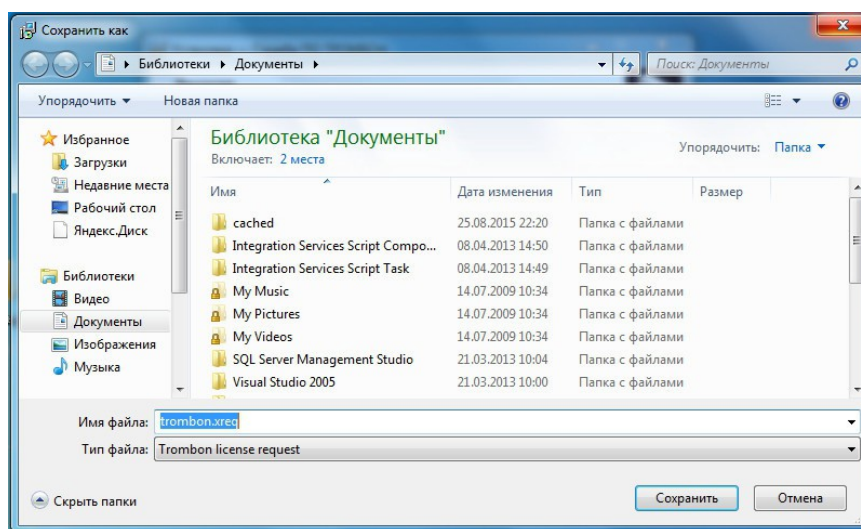 Сохранить как
Библиотеки Документы
Поиск: Документы
Упорядочить Новая папка
Избранное
Загрузки
Недавние места
Рабочий стол
Яндекс.Диск
Библиотеки
Видео
Документы
Изображения
Музыка
Библиотека "Документы"
Включает: 2 места
Упорядочить: Папка
Имя Дата изменения Тип Размер
cached 25.08.2015 22:20 Папка с файлами
Integration Services Script Compo... 08.04.2013 14:50 Папка с файлами
Integration Services Script Task 08.04.2013 14:49 Папка с файлами
My Music 14.07.2009 10:34 Папка с файлами
My Pictures 14.07.2009 10:34 Папка с файлами
My Videos 14.07.2009 10:34 Папка с файлами
SQL Server Management Studio 21.03.2013 10:04 Папка с файлами
Visual Studio 2005 21.03.2013 10:00 Папка с файлами
Имя файла: trombon.xreq
Тип файла: Trombon license request
Скрыть папки
Сохранить Отмена